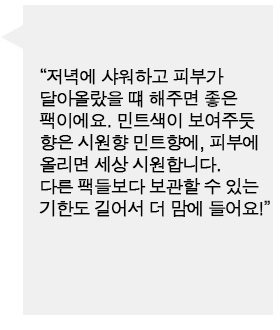 “저녁에 샤워하고 피부가
달아올랐을 떄 해주면 좋은
팩이에요. 민트색이 보여주듯
향은 시원향 민트향에, 피부에
올리면 세상 시원합니다.
다른 팩들보다 보관할 수 있는
기한도 길어서 더 맘에 들어요!”